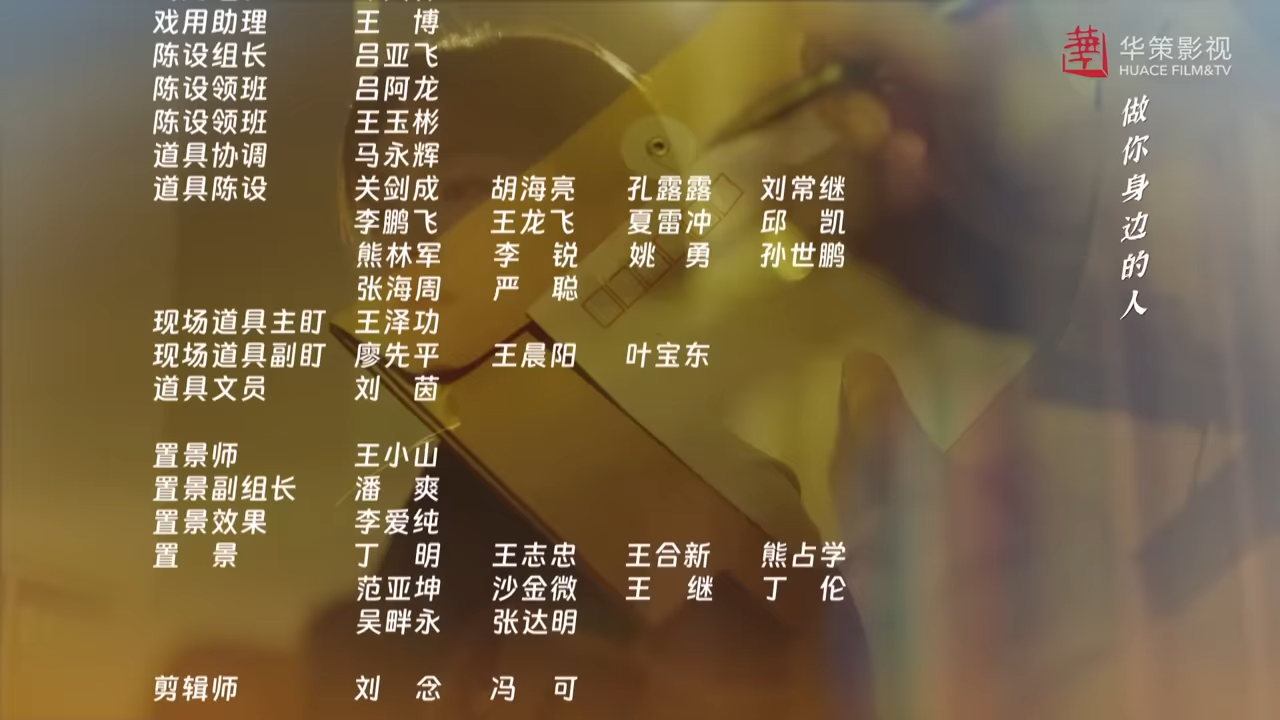 戏用助理 王 博
陈设组长 吕亚飞
陈设领班 吕阿龙
陈设领班 王玉彬
道具协调 马永辉
道具陈设 关剑成 胡海亮 孔露露 刘常继
李鹏飞 王龙飞 夏雷冲 邱 凯
熊林军 李 锐 姚 勇 孙世鹏
张海周 严 聪
现场道具主盯 王泽功
现场道具副盯 廖先平 王晨阳 叶宝东
道具文员 刘 茵
置景师 王小山
置景副组长 潘 爽
置景效果 李爱纯
置 景 丁 明 王志忠 王合新 熊占学
范亚坤 沙金微 王 继 丁 伦
吴畔永 张达明
剪辑师 刘 念 冯 可
华策影视
HUACE FILM&TV
做你身边的人